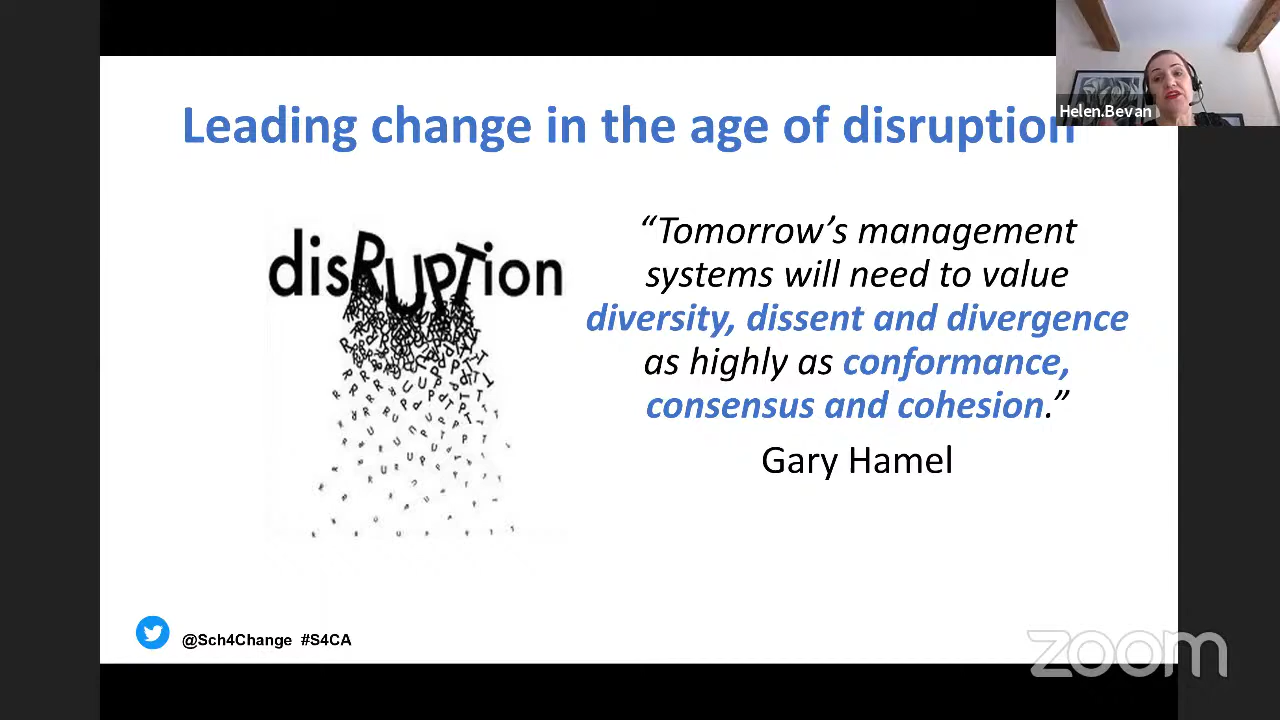 Helen.Bevan
Leading change in the age of disruption
disRUPTion
“Tomorrow’s management
systems will need to value
diversity, dissent and divergence
as highly as conformance,
consensus and cohesion.”
Gary Hamel
@Sch4Change #S4CA
zoom